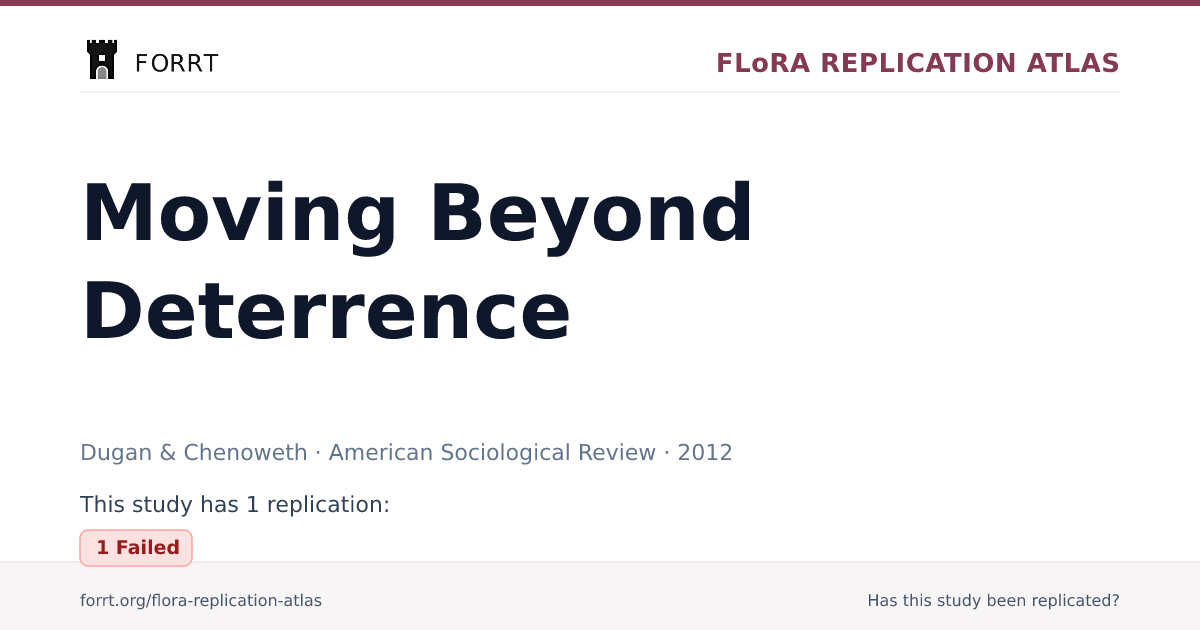 FORRT
FLoRA REPLICATION ATLAS
Moving Beyond
Deterrence
Dugan & Chenoweth · American Sociological Review · 2012
This study has 1 replication:
1 Failed
forrt.org/flora-replication-atlas
Has this study been replicated?